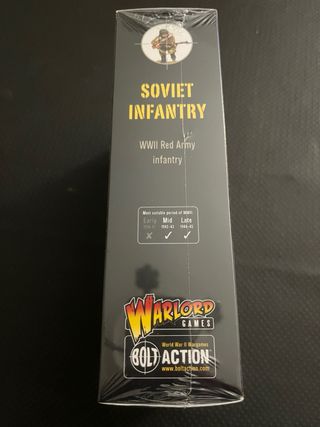 SOVIET
INFANTRY
WWII Red Army
infantry
Most suitable period of WWII:
Early Mid Late
1942-43 1944-45
WARLORD
GAMES
World War II Wargames
BOLT ACTION
www.boltaction.com